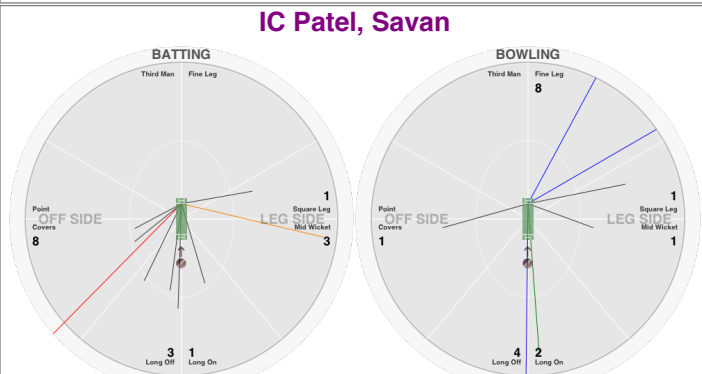 IC Patel, Savan
BATTING
Third Man
Fine Leg
Point
OFF SIDE
Covers
8
1
Square Leg
LEG SIDE
Mid Wicket
3
3
Long Off
1
Long On
BOWLING
Third Man
Fine Leg
8
Point
OFF SIDE
Covers
1
1
Square Leg
LEG SIDE
Mid Wicket
1
4
Long Off
2
Long On